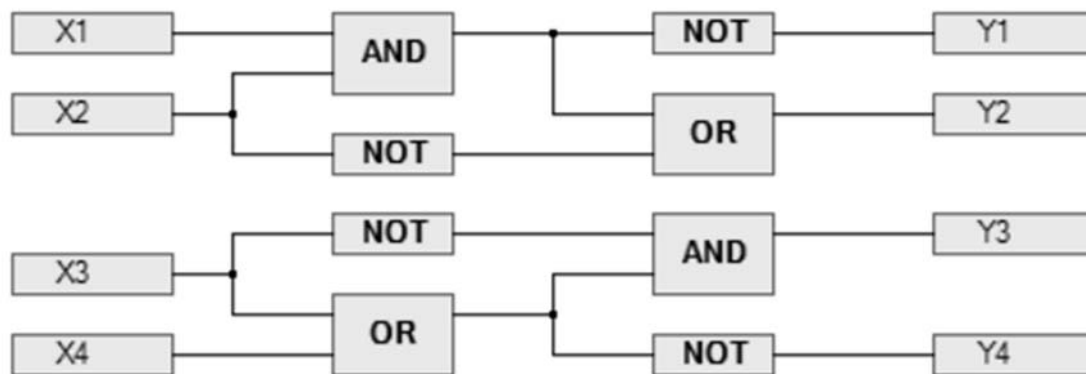 X1 AND NOT Y1
X2 NOT OR Y2
X3 NOT AND Y3
X4 OR NOT Y4